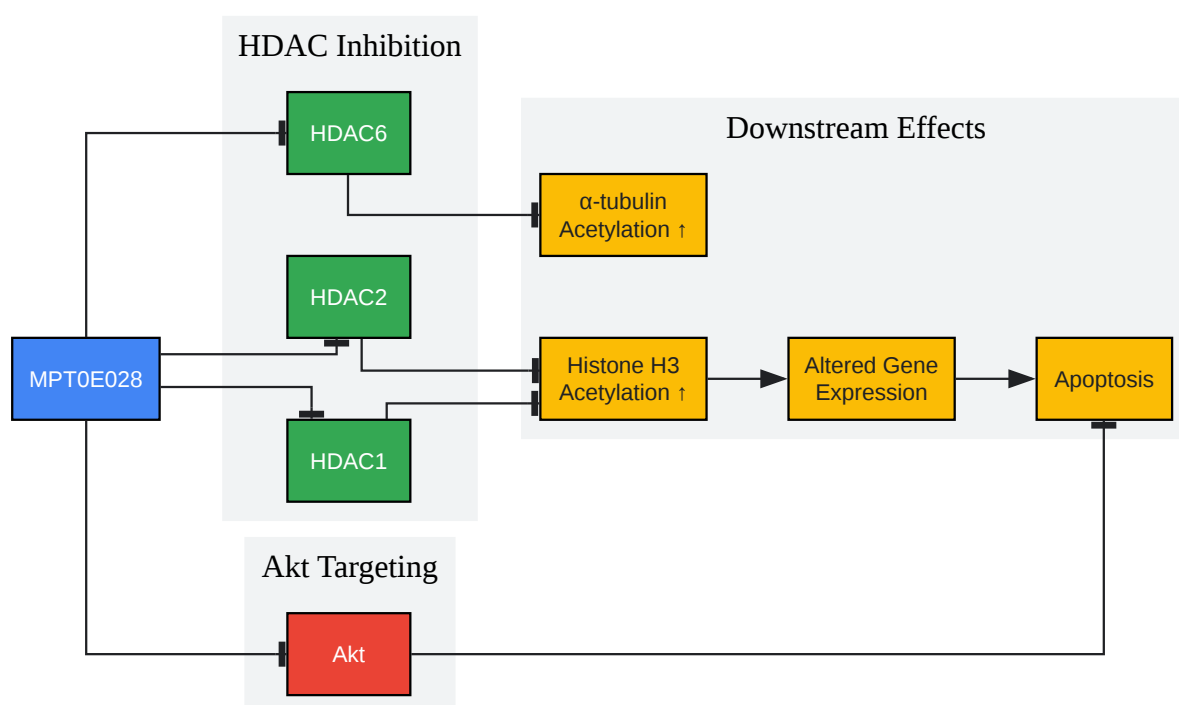 HDAC Inhibition
HDAC6
Downstream Effects
α-tubulin
Acetylation ↑
HDAC2
MPT0E028
Histone H3
Acetylation ↑
Altered Gene
Expression
Apoptosis
HDAC1
Akt Targeting
Akt